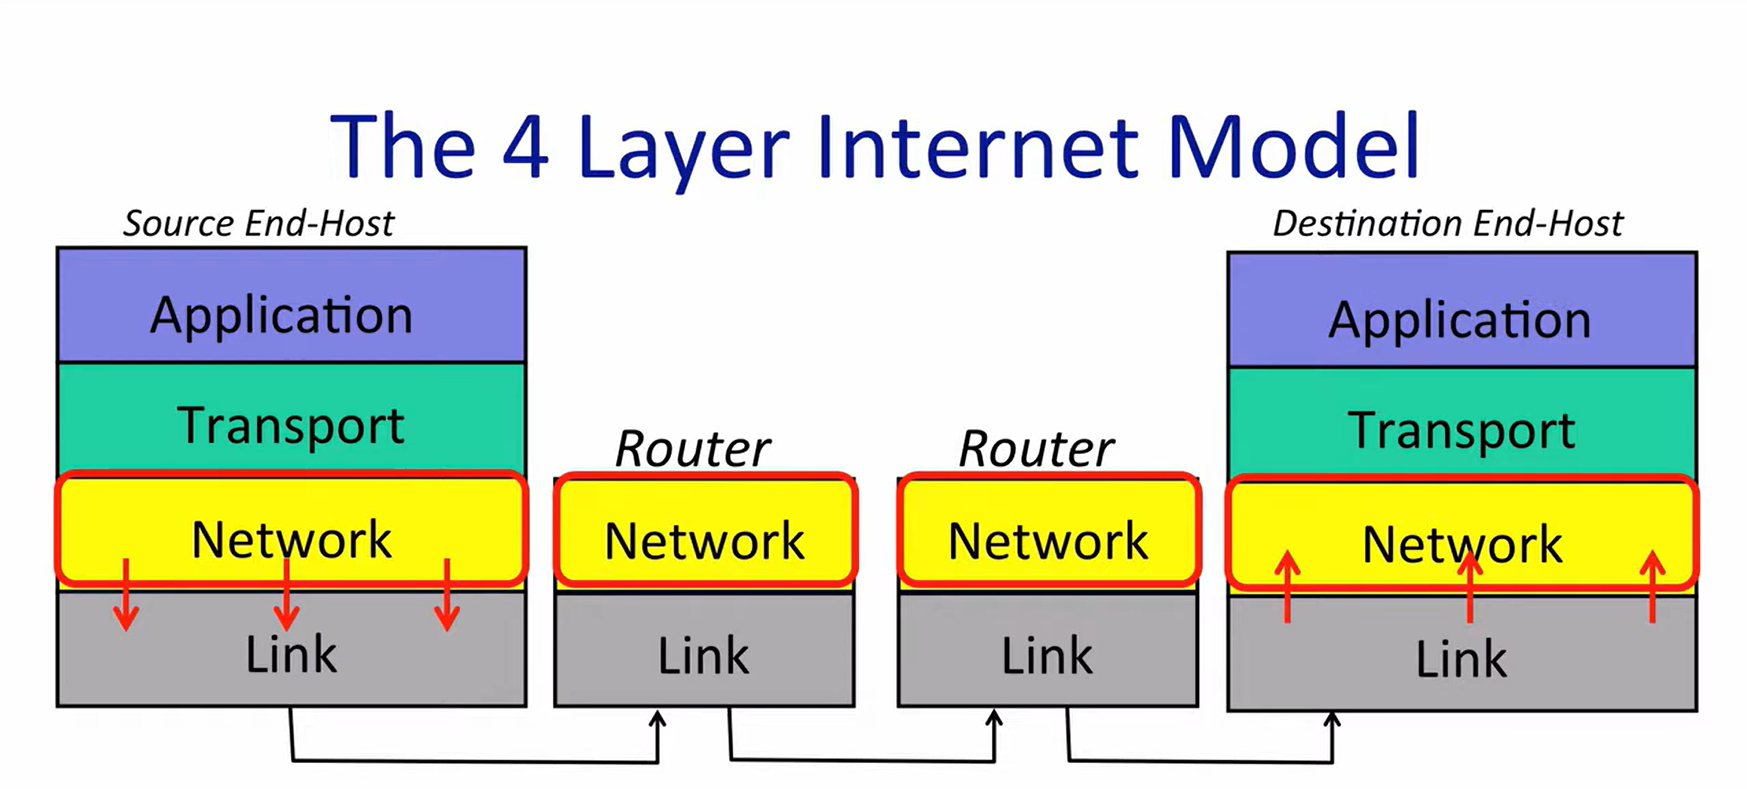 The 4 Layer Internet Model
Source End-Host
Destination End-Host
Application
Application
Transport
Transport
Router
Router
Network
Network
Network
Network
Link
Link
Link
Link